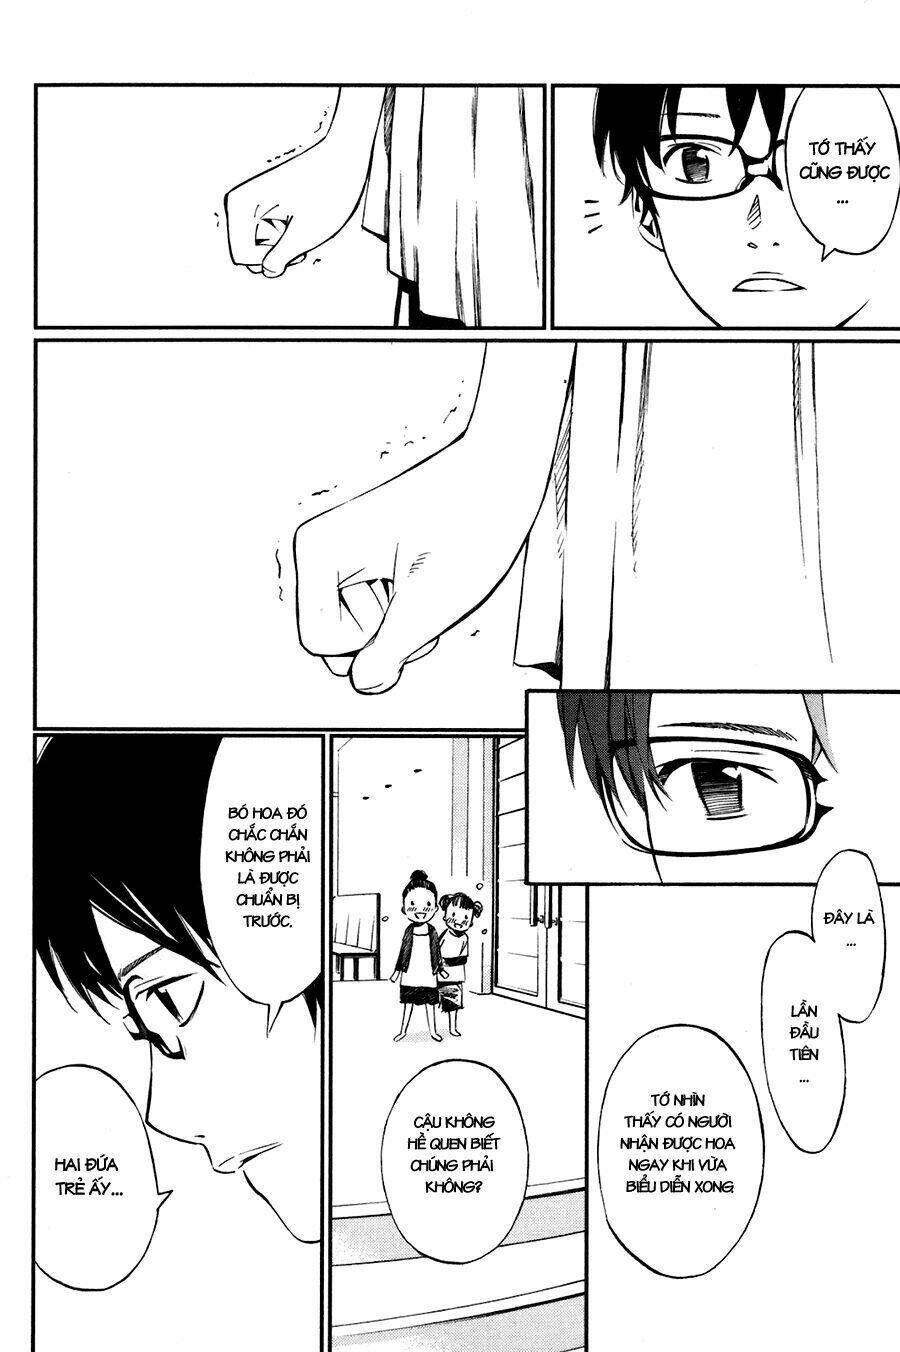 TỚ THẤY
CŨNG ĐƯỢC
...
ĐÂY LÀ
...
LẦN
ĐẦU
TIÊN
...
TỚ NHÌN
THẤY CÓ NGƯỜI
NHẬN ĐƯỢC HOA
NGAY KHI VỪA
BIỂU DIỄN XONG.
CẬU KHÔNG
HỀ QUEN BIẾT
CHÚNG PHẢI
KHÔNG?
BÓ HOA ĐÓ
CHẮC CHẮN
KHÔNG PHẢI
LÀ ĐƯỢC
CHUẨN BỊ
TRƯỚC.
HAI ĐỨA
TRẺ ẤY...